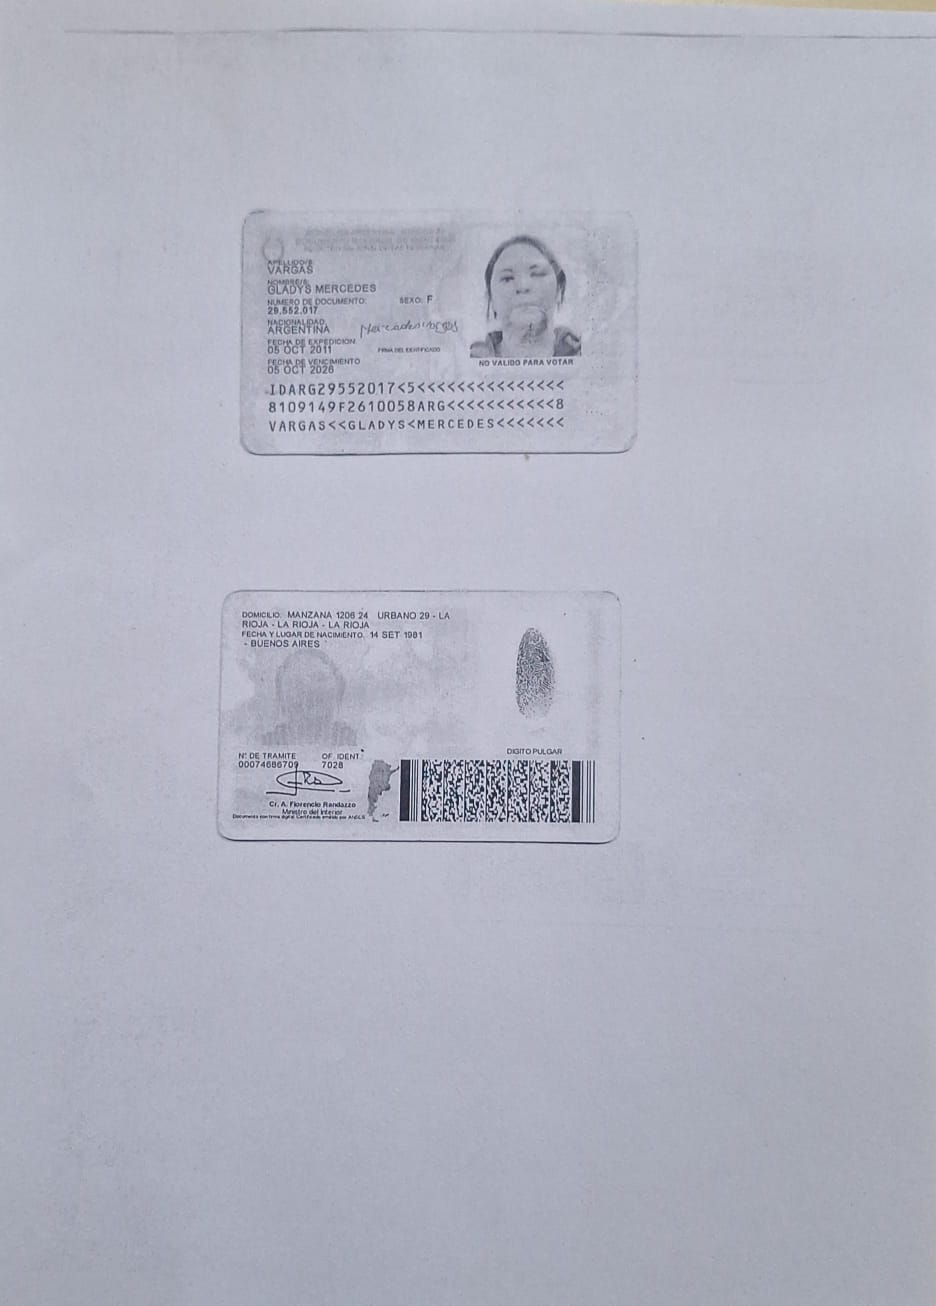 APELLIDO/S
VARGAS
NOMBRE/S
GLADYS MERCEDES
NUMERO DE DOCUMENTO: SEXO: F
29.552.017
NACIONALIDAD:
ARGENTINA
FECHA DE EXPEDICION:
05 OCT 2011
FIRMA DEL IDENTIFICADO
FECHA DE VENCIMIENTO
05 OCT 2026
NO VALIDO PARA VOTAR
IDARG29552017<5<<<<<<<<<<<<<<<
8109149F2610058ARG<<<<<<<<<<<8
VARGAS<<GLADYS<MERCEDES<<<<<<<
DOMICILIO: MANZANA 1206 24 URBANO 29 - LA
RIOJA - LA RIOJA - LA RIOJA
FECHA Y LUGAR DE NACIMIENTO: 14 SET 1981
- BUENOS AIRES
DIGITO PULGAR
Nº DE TRAMITE OF. IDENT.
00074686709 7028
Cr. A. Florencio Randazzo
Ministro del Interior